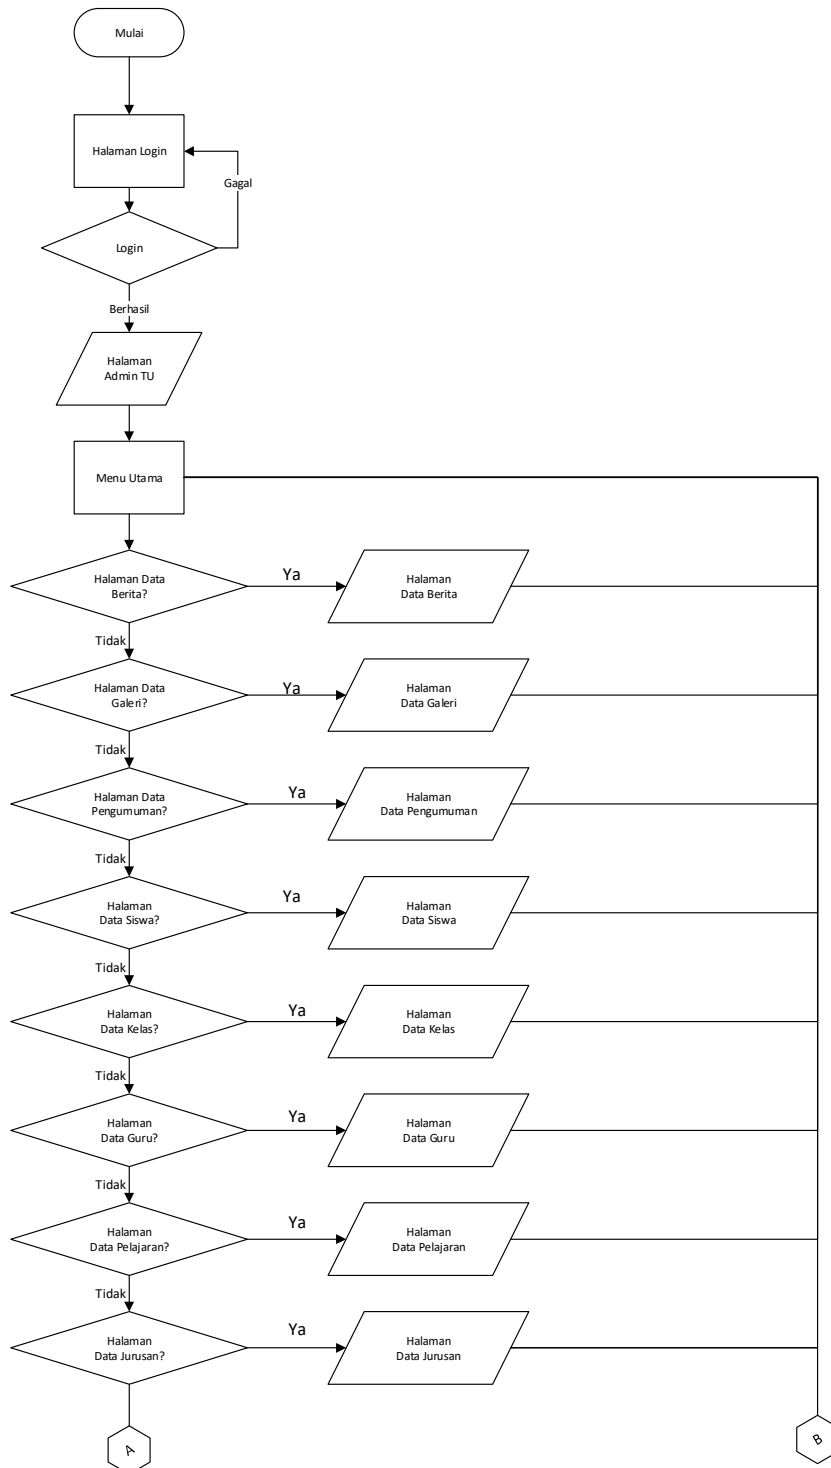 Mulai
Halaman Login
Gagal
Login
Berhasil
Halaman
Admin TU
Menu Utama
Halaman Data
Berita?
Ya
Halaman
Data Berita
Tidak
Halaman Data
Galeri?
Ya
Halaman
Data Galeri
Tidak
Halaman Data
Pengumuman?
Ya
Halaman
Data Pengumuman
Tidak
Halaman
Data Siswa?
Ya
Halaman
Data Siswa
Tidak
Halaman
Data Kelas?
Ya
Halaman
Data Kelas
Tidak
Halaman
Data Guru?
Ya
Halaman
Data Guru
Tidak
Halaman
Data Pelajaran?
Ya
Halaman
Data Pelajaran
Tidak
Halaman
Data Jurusan?
Ya
Halaman
Data Jurusan
A
B